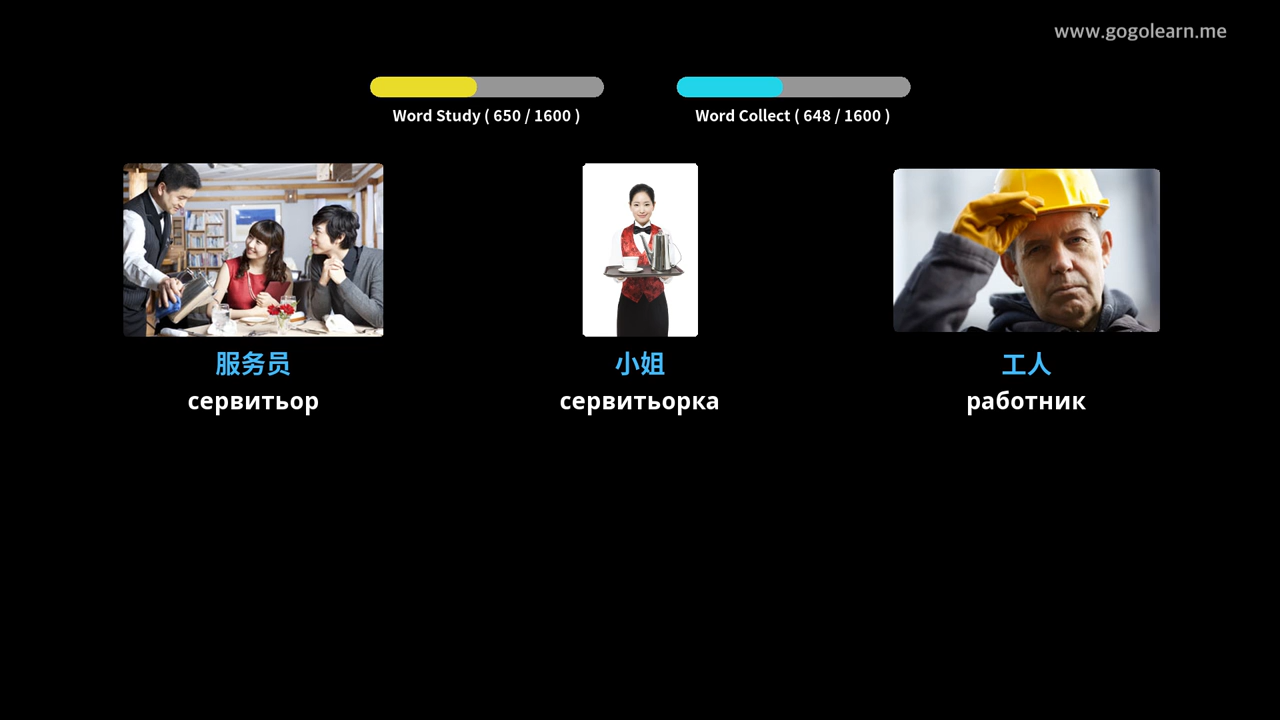 www.gogolearn.me
Word Study ( 650 / 1600 )
Word Collect ( 648 / 1600 )
服务员
сервитьор
小姐
сервитьорка
工人
работник